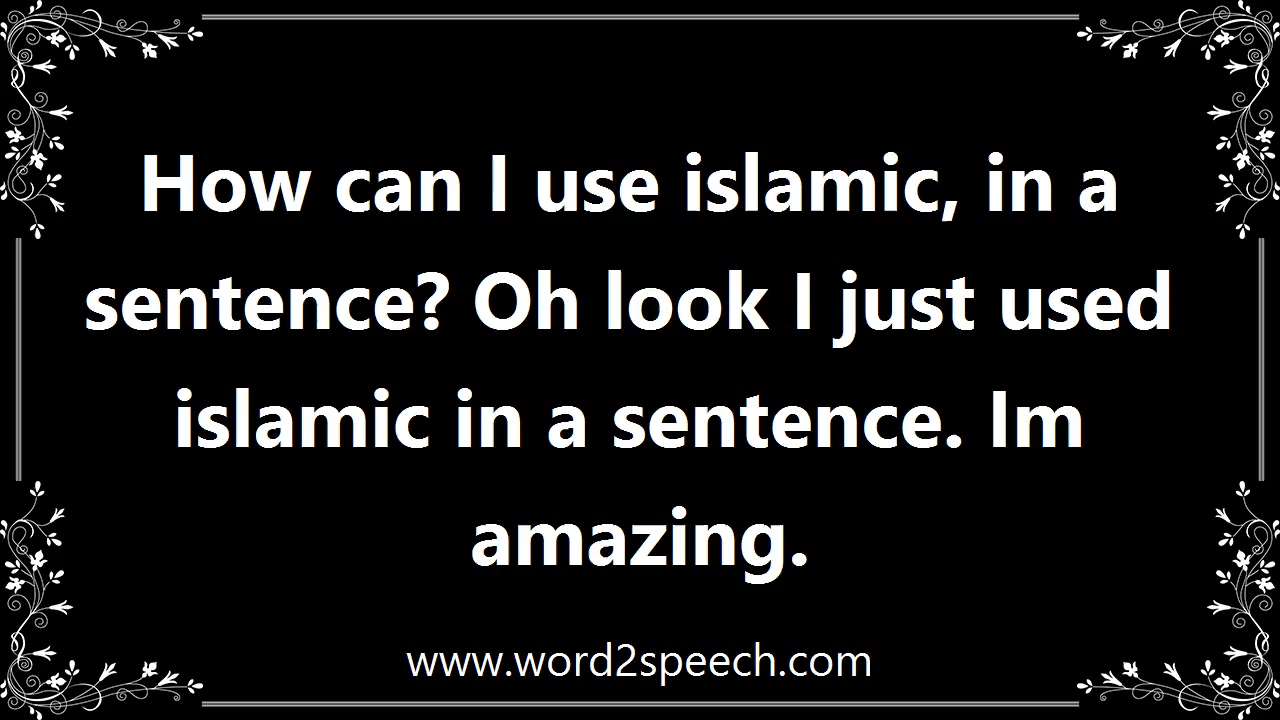 How can I use islamic, in a
sentence? Oh look I just used
islamic in a sentence. Im
amazing.
www.word2speech.com